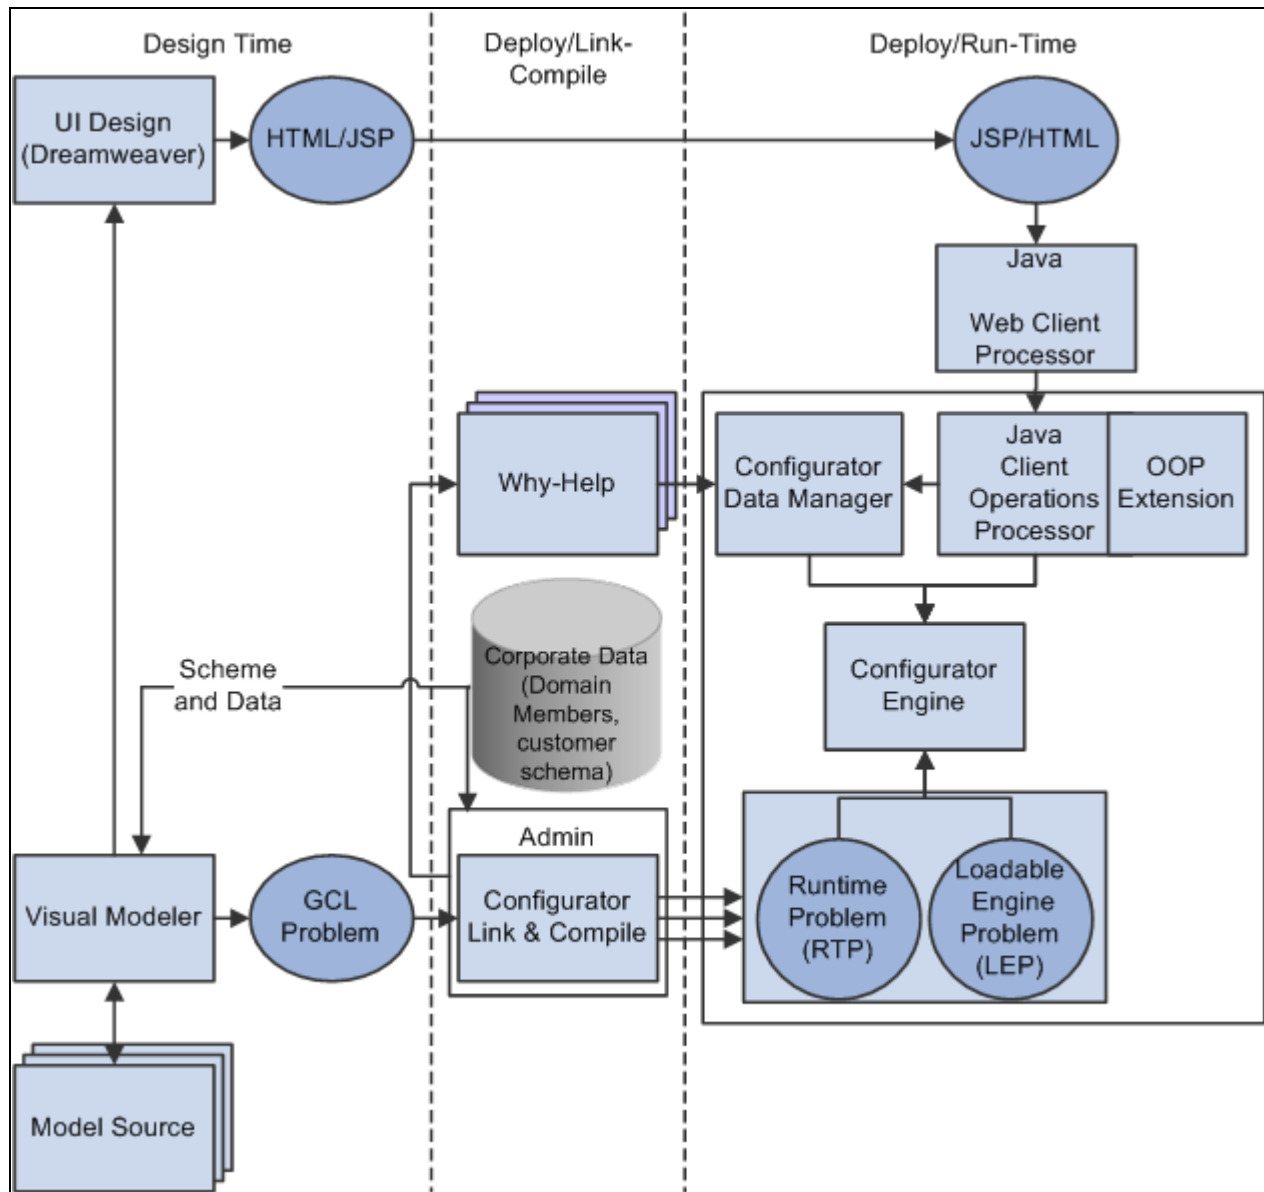 Design Time
Deploy/Link-
Compile
Deploy/Run-Time
UI Design
(Dreamweaver)
HTML/JSP
JSP/HTML
Java
Web Client
Processor
Why-Help
Configurator
Data Manager
Java
Client
Operations
Processor
OOP
Extension
Scheme
and Data
Corporate Data
(Domain
Members,
customer
schema)
Configurator
Engine
Admin
Visual Modeler
GCL
Problem
Configurator
Link & Compile
Runtime
Problem
(RTP)
Loadable
Engine
Problem
(LEP)
Model Source